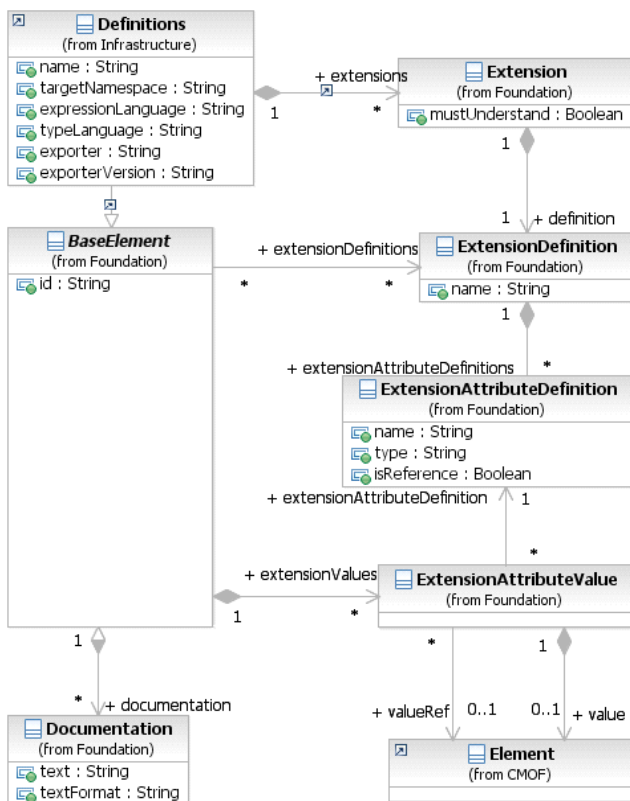 Definitions
(from Infrastructure)
name : String
targetNamespace : String
expressionLanguage : String
typeLanguage : String
exporter : String
exporterVersion : String
+ extensions
1
*
Extension
(from Foundation)
mustUnderstand : Boolean
1
1
+ definition
BaseElement
(from Foundation)
id : String
+ extensionDefinitions
*
*
ExtensionDefinition
(from Foundation)
name : String
1
*
+ extensionAttributeDefinitions
ExtensionAttributeDefinition
(from Foundation)
name : String
type : String
isReference : Boolean
+ extensionAttributeDefinition
1
*
+ extensionValues
1
*
ExtensionAttributeValue
(from Foundation)
1
*
+ documentation
*
1
+ valueRef
0..1
0..1
+ value
Documentation
(from Foundation)
text : String
textFormat : String
Element
(from CMOF)